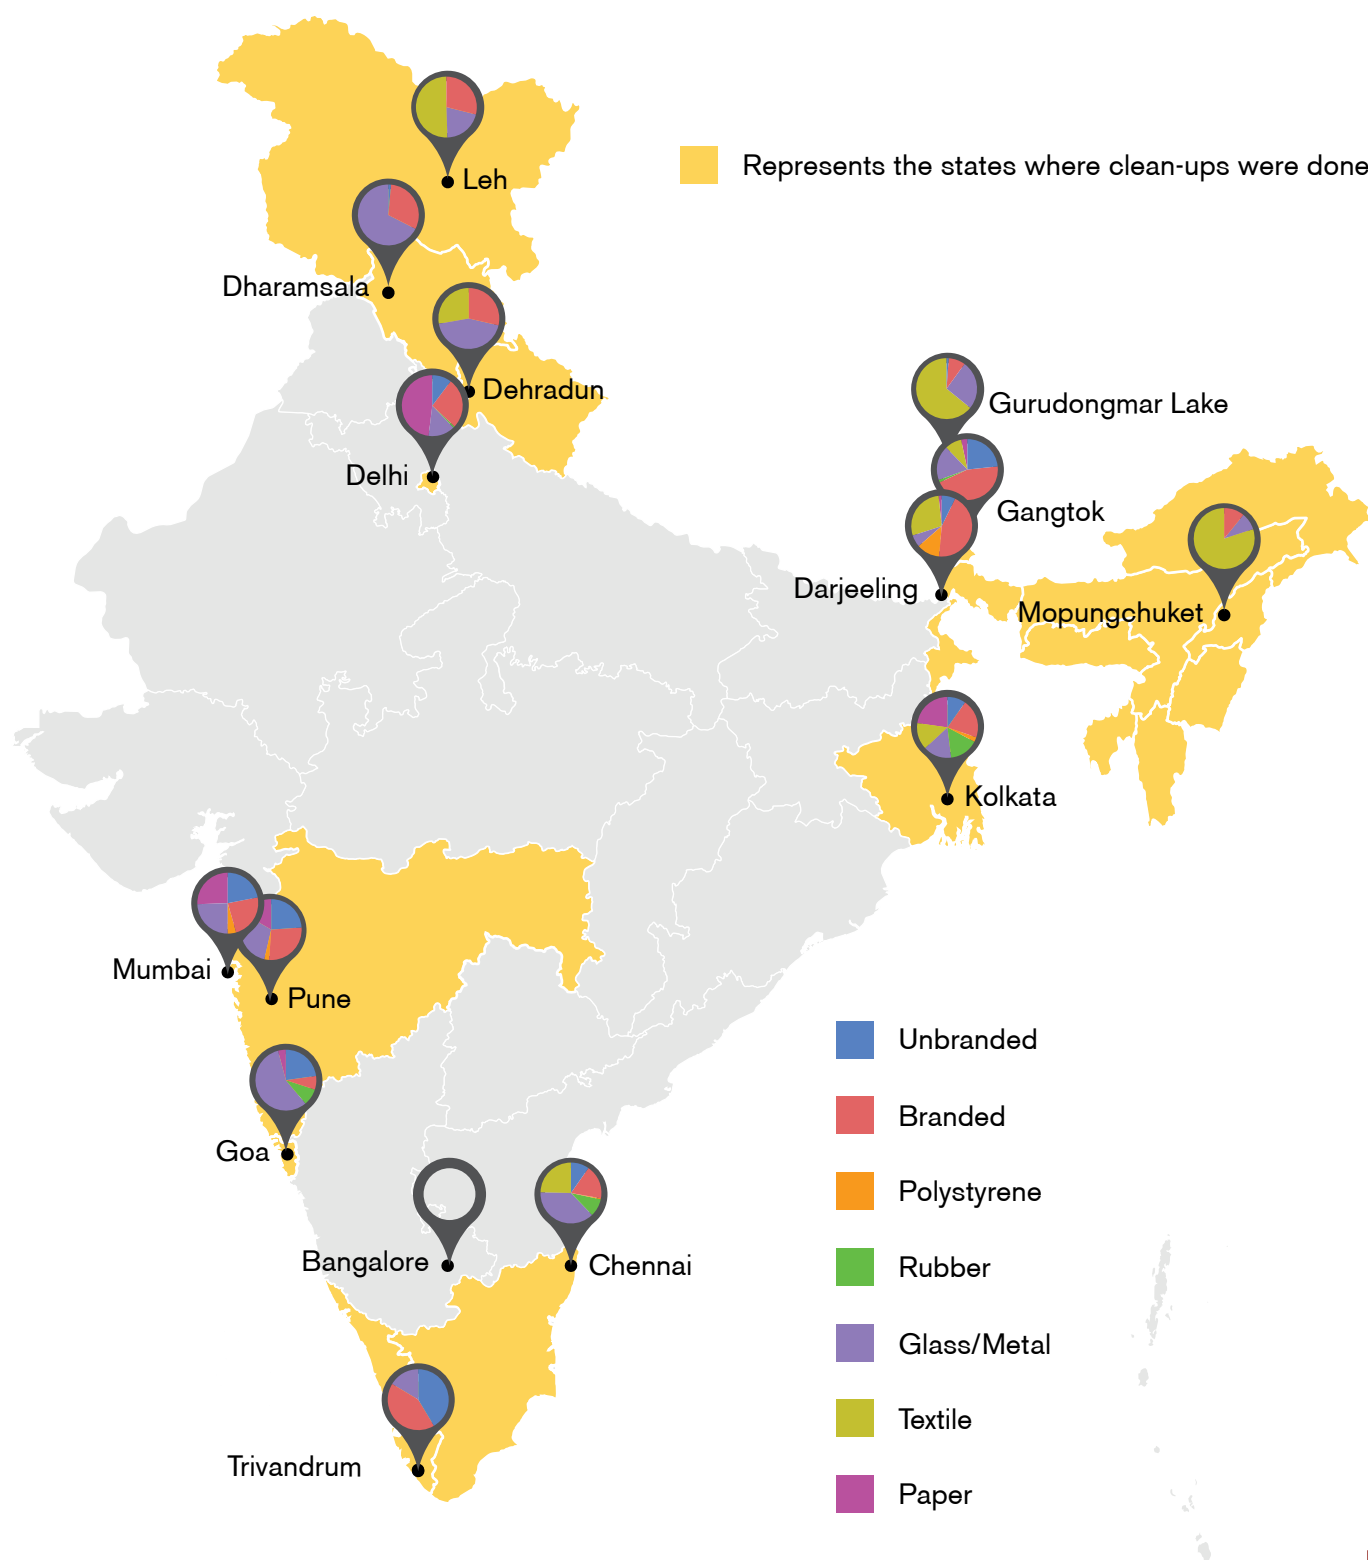 Represents the states where clean-ups were done
Leh
Dharamsala
Dehradun
Gurudongmar Lake
Delhi
Gangtok
Darjeeling
Mopungchuket
Kolkata
Mumbai
Pune
Unbranded
Branded
Goa
Polystyrene
Bangalore
Chennai
Rubber
Glass/Metal
Textile
Trivandrum
Paper